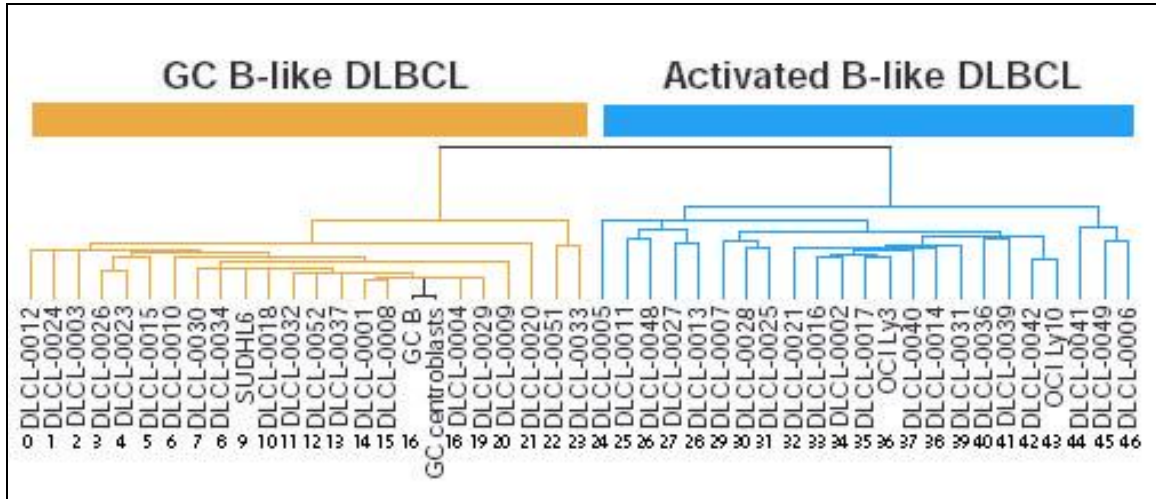 GC B-like DLBCL
Activated B-like DLBCL
DLCL-0012
DLCL-0024
DLCL-0003
DLCL-0026
DLCL-0023
DLCL-0015
DLCL-0010
DLCL-0030
DLCL-0034
SUDHL6
DLCL-0018
DLCL-0032
DLCL-0052
DLCL-0037
DLCL-0001
DLCL-0008
GC B
GC centroblasts
DLCL-0004
DLCL-0029
DLCL-0009
DLCL-0020
DLCL-0051
DLCL-0033
DLCL-0005
DLCL-0011
DLCL-0048
DLCL-0027
DLCL-0013
DLCL-0007
DLCL-0028
DLCL-0025
DLCL-0021
DLCL-0016
DLCL-0002
DLCL-0017
OCI Ly3
DLCL-0040
DLCL-0014
DLCL-0031
DLCL-0036
DLCL-0039
DLCL-0042
OCI Ly10
DLCL-0041
DLCL-0049
DLCL-0006
0 1 2 3 4 5 6 7 8 9 10 11 12 13 14 15 16 18 19 20 21 22 23 24 25 26 27 28 29 30 31 32 33 34 35 36 37 38 39 40 41 42 43 44 45 46